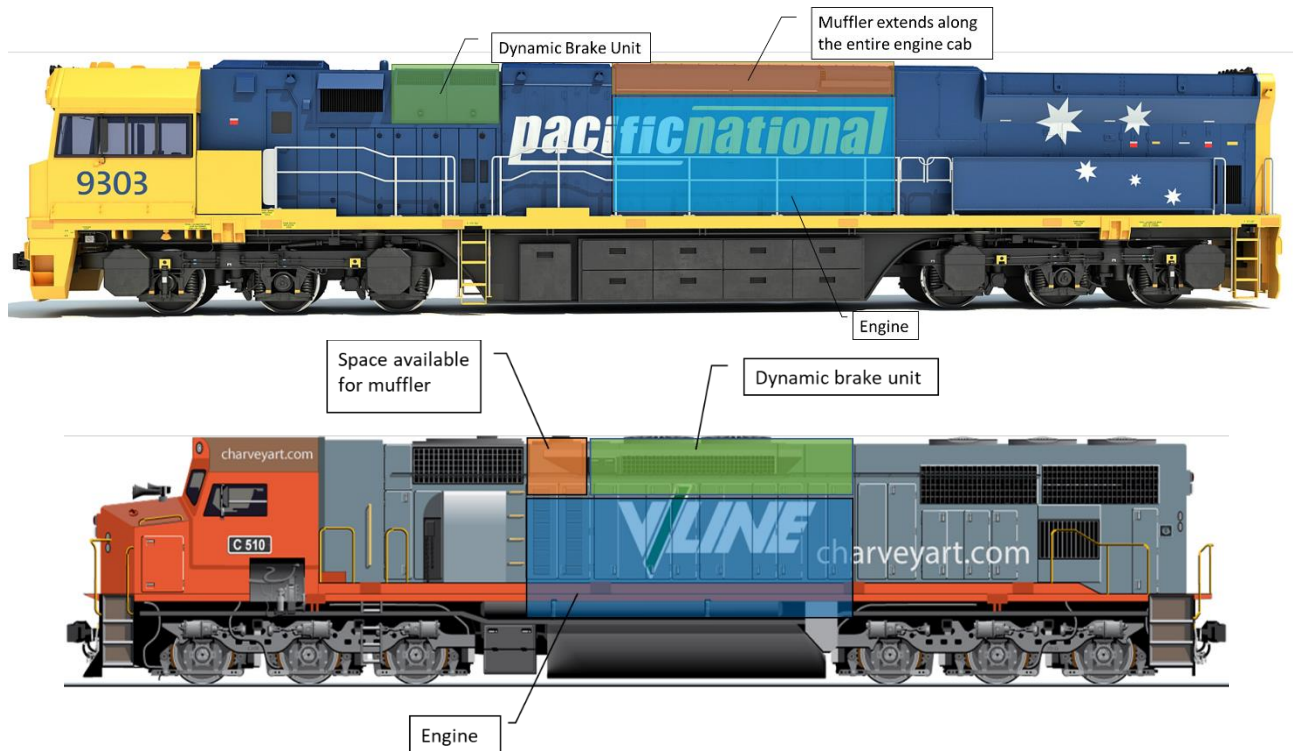 Muffler extends along
the entire engine cab
Dynamic Brake Unit
pacificnational
9303
Engine
Space available
for muffler
Dynamic brake unit
charveyart.com
V/LINE
C 510
charveyart.com
Engine